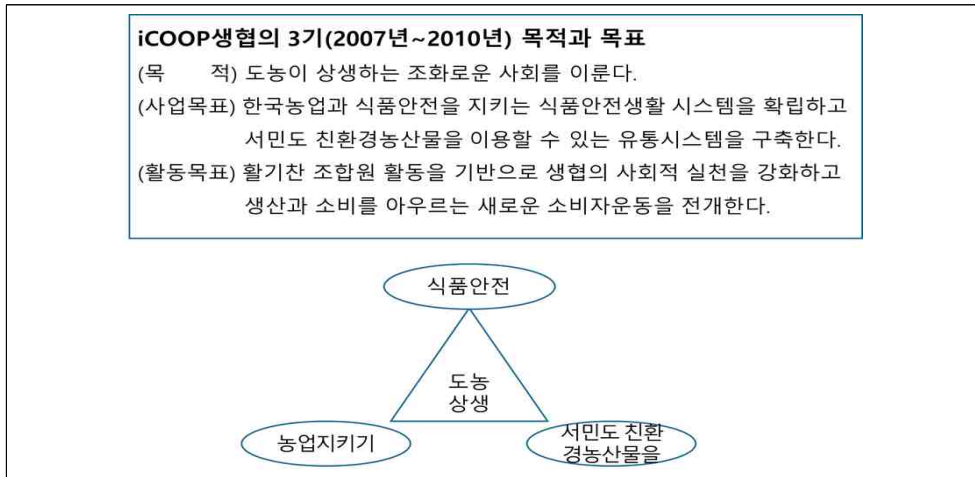 iCOOP생협의 3기(2007년~2010년) 목적과 목표
(목 적) 도농이 상생하는 조화로운 사회를 이룬다.
(사업목표) 한국농업과 식품안전을 지키는 식품안전생활 시스템을 확립하고
서민도 친환경농산물을 이용할 수 있는 유통시스템을 구축한다.
(활동목표) 활기찬 조합원 활동을 기반으로 생협의 사회적 실천을 강화하고
생산과 소비를 아우르는 새로운 소비자운동을 전개한다.
식품안전
도농
상생
농업지키기
서민도 친환
경농산물을